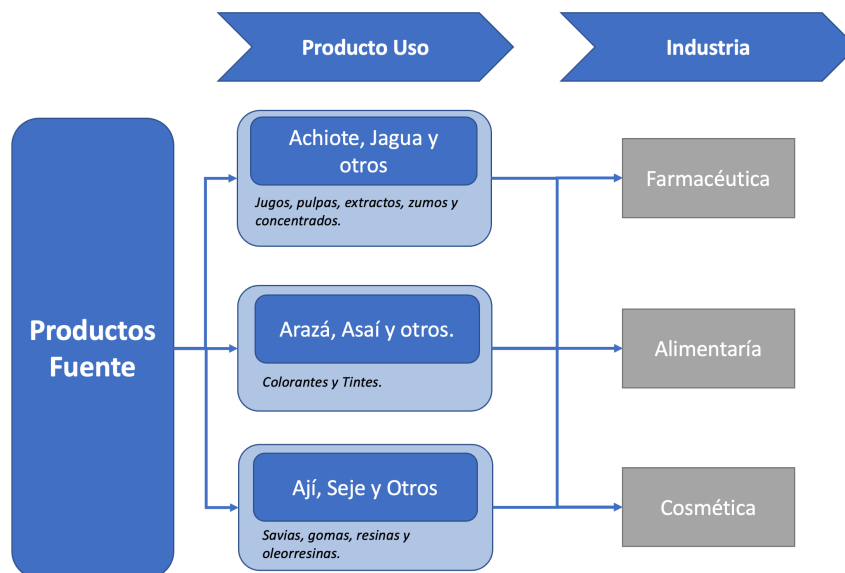 Producto Uso
Industria
Productos
Fuente
Achiote, Jagua y
otros
Jugos, pulpas, extractos, zumos y
concentrados.
Farmacéutica
Arazá, Asaí y otros.
Colorantes y Tintes.
Alimentaría
Ají, Seje y Otros
Savias, gomas, resinas y
oleorresinas.
Cosmética